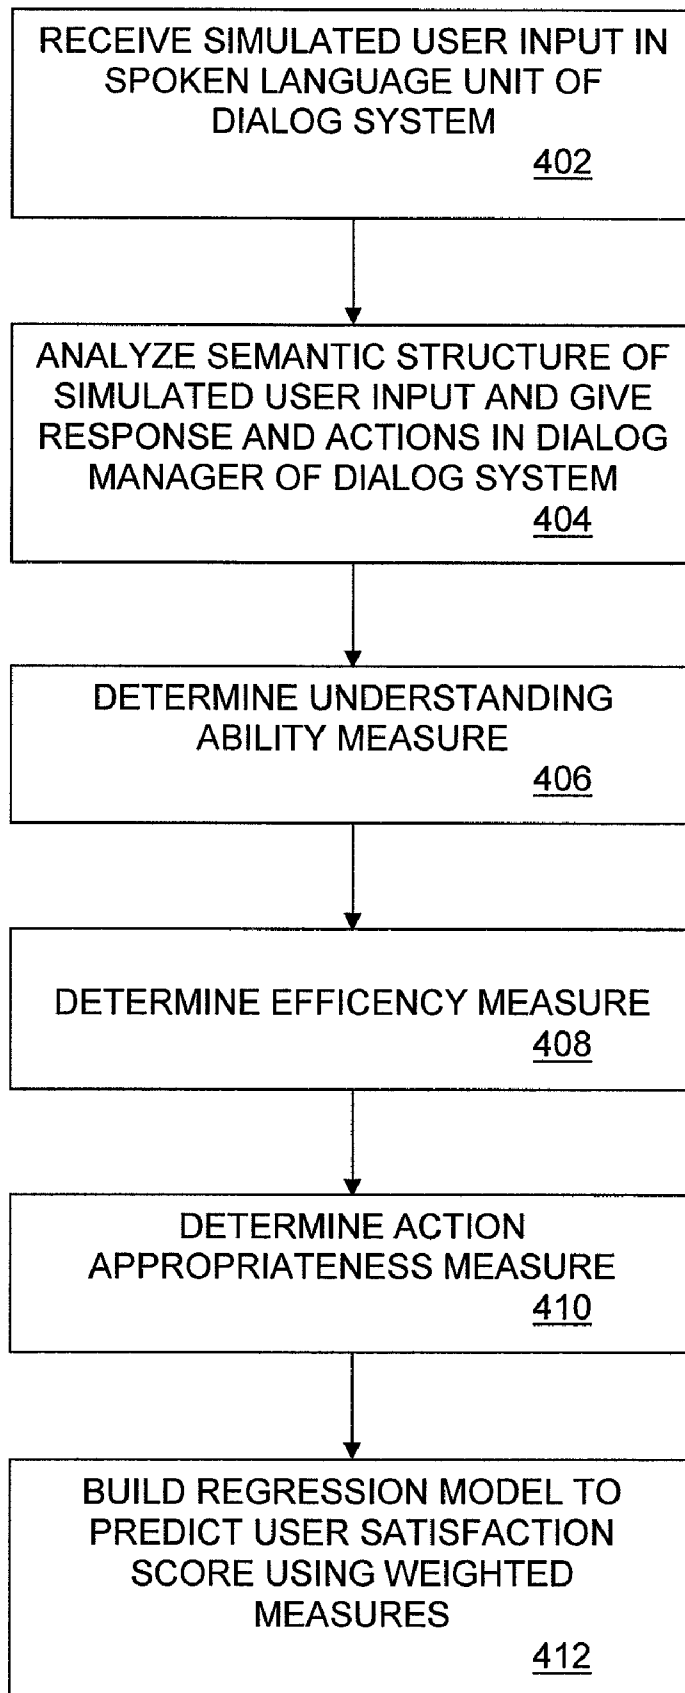 RECEIVE SIMULATED USER INPUT IN
SPOKEN LANGUAGE UNIT OF
DIALOG SYSTEM
402
ANALYZE SEMANTIC STRUCTURE OF
SIMULATED USER INPUT AND GIVE
RESPONSE AND ACTIONS IN DIALOG
MANAGER OF DIALOG SYSTEM
404
DETERMINE UNDERSTANDING
ABILITY MEASURE
406
DETERMINE EFFICENCY MEASURE
408
DETERMINE ACTION
APPROPRIATENESS MEASURE
410
BUILD REGRESSION MODEL TO
PREDICT USER SATISFACTION
SCORE USING WEIGHTED
MEASURES
412